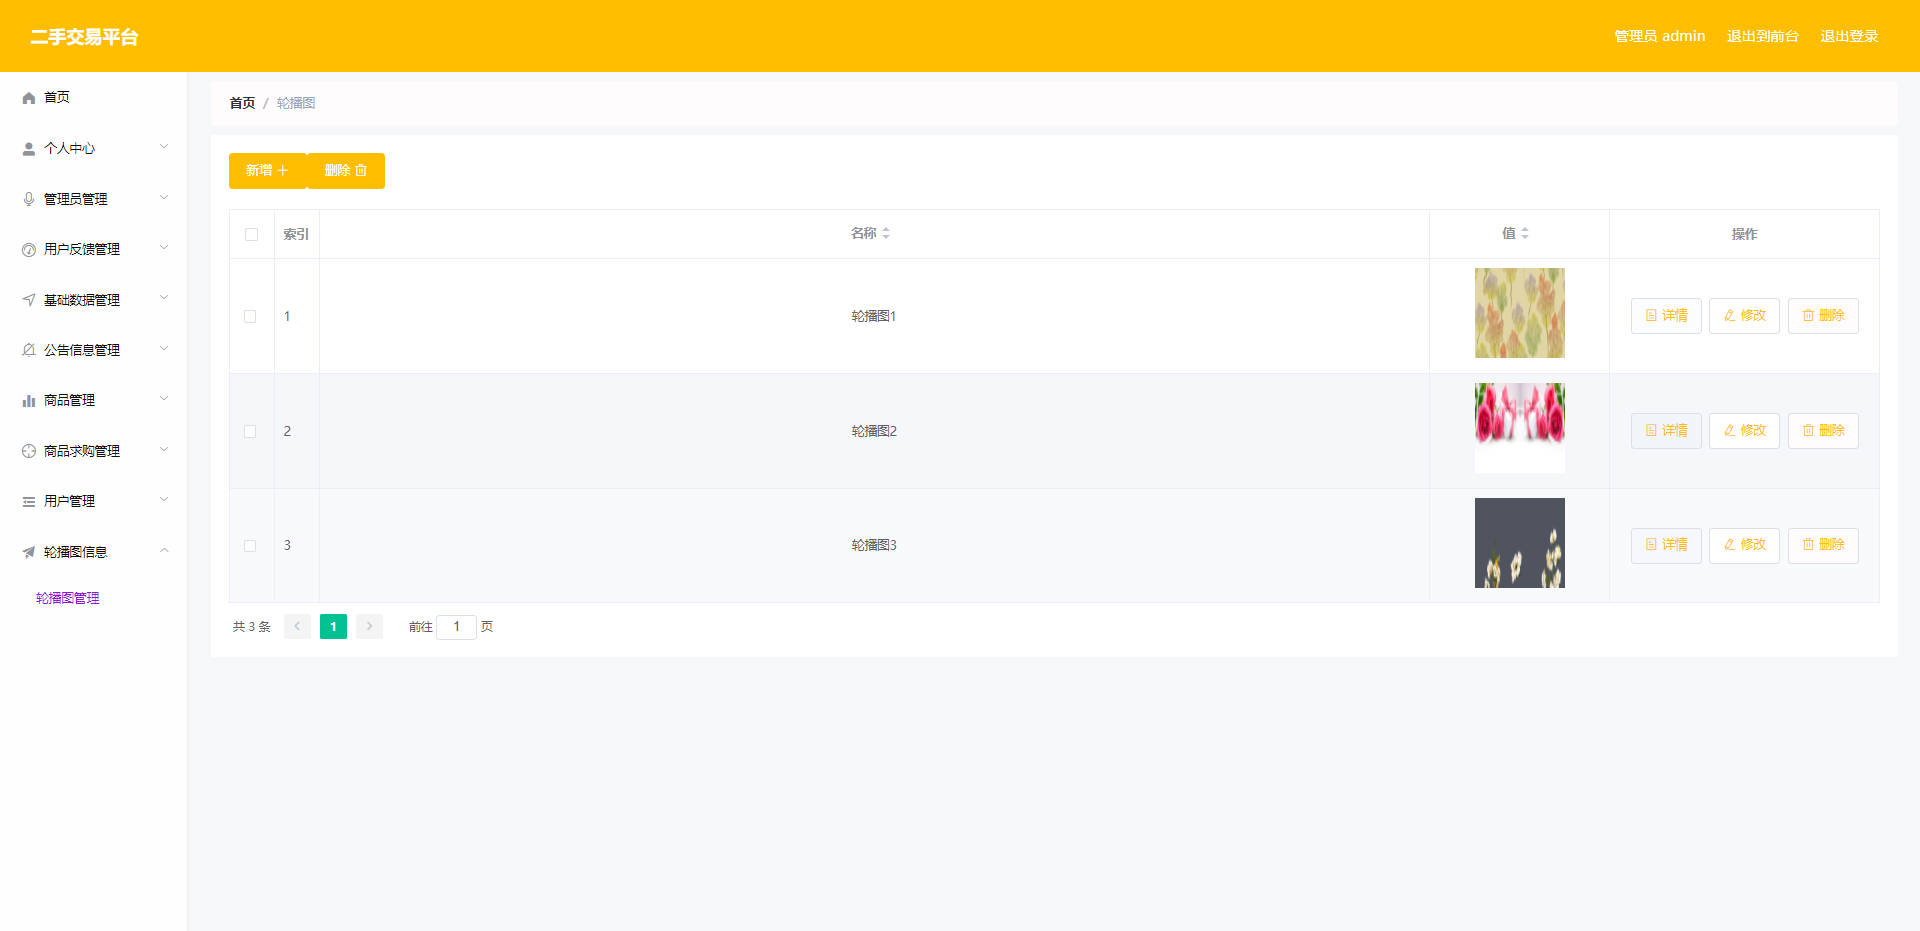 二手交易平台
管理员 admin 退出到前台 退出登录
首页
个人中心
管理员管理
用户反馈管理
基础数据管理
公告信息管理
商品管理
商品求购管理
用户管理
轮播图信息
轮播图管理
首页 / 轮播图
新增 删除
索引 名称 值 操作
1 轮播图1 详情 修改 删除
2 轮播图2 详情 修改 删除
3 轮播图3 详情 修改 删除
共 3 条 1 前往 1 页